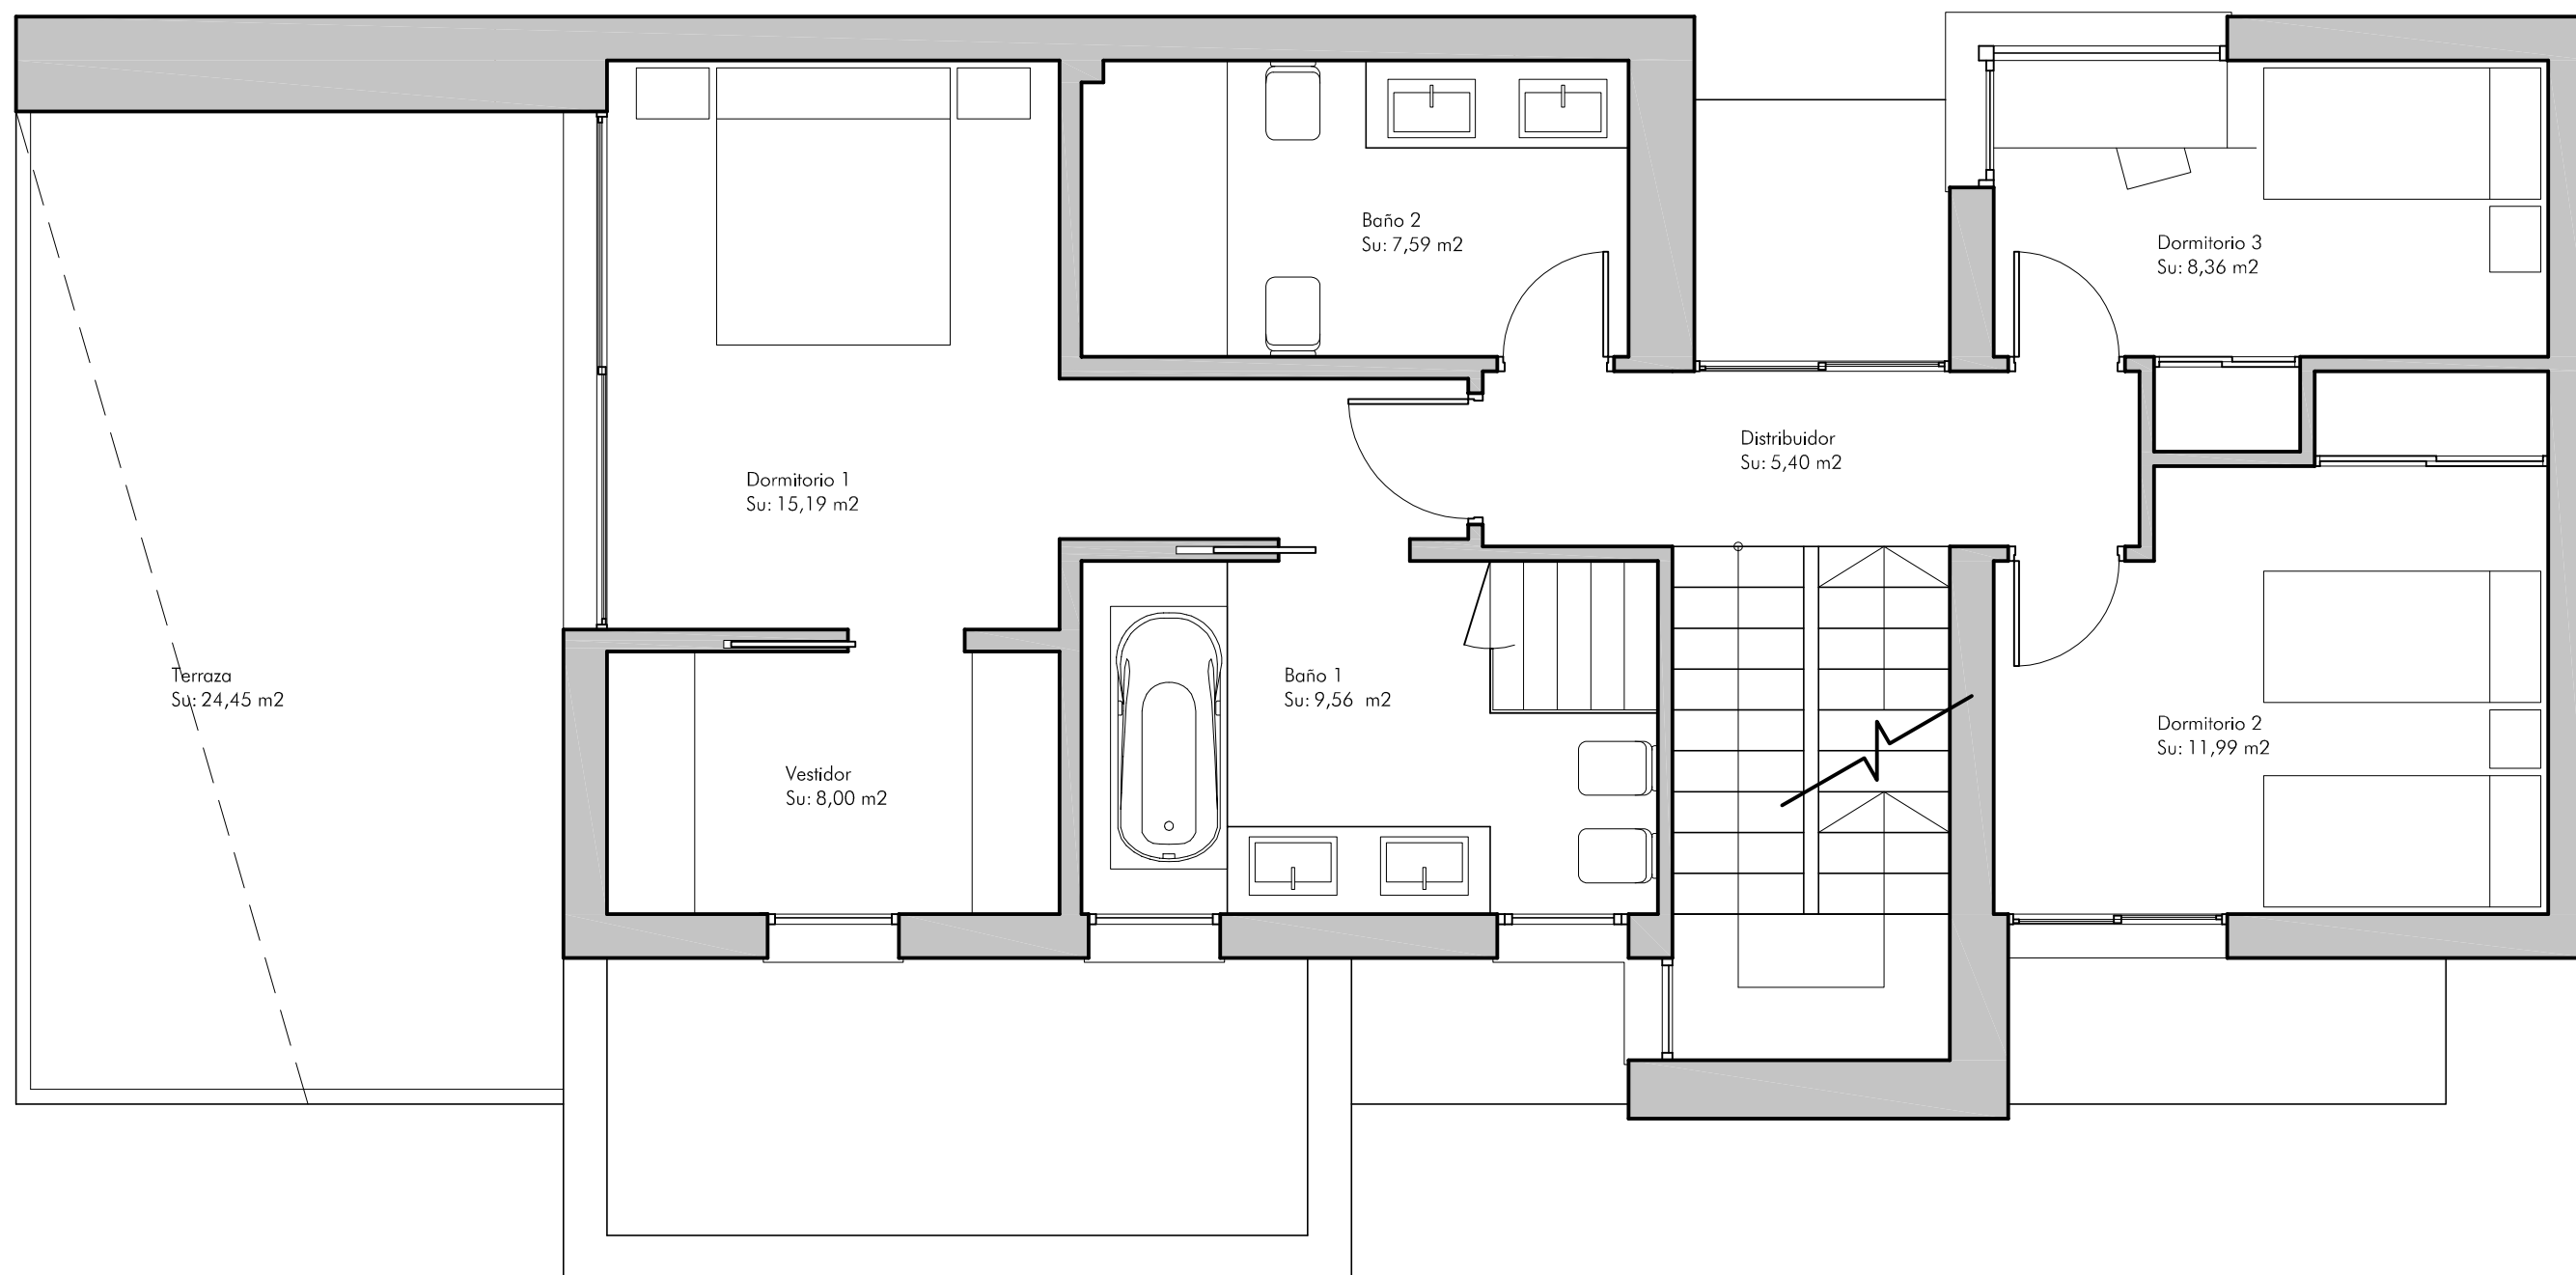 Baño 2
Su: 7,59 m2
Dormitorio 3
Su: 8,36 m2
Distribuidor
Su: 5,40 m2
Dormitorio 1
Su: 15,19 m2
Terraza
Su: 24,45 m2
Baño 1
Su: 9,56 m2
Dormitorio 2
Su: 11,99 m2
Vestidor
Su: 8,00 m2